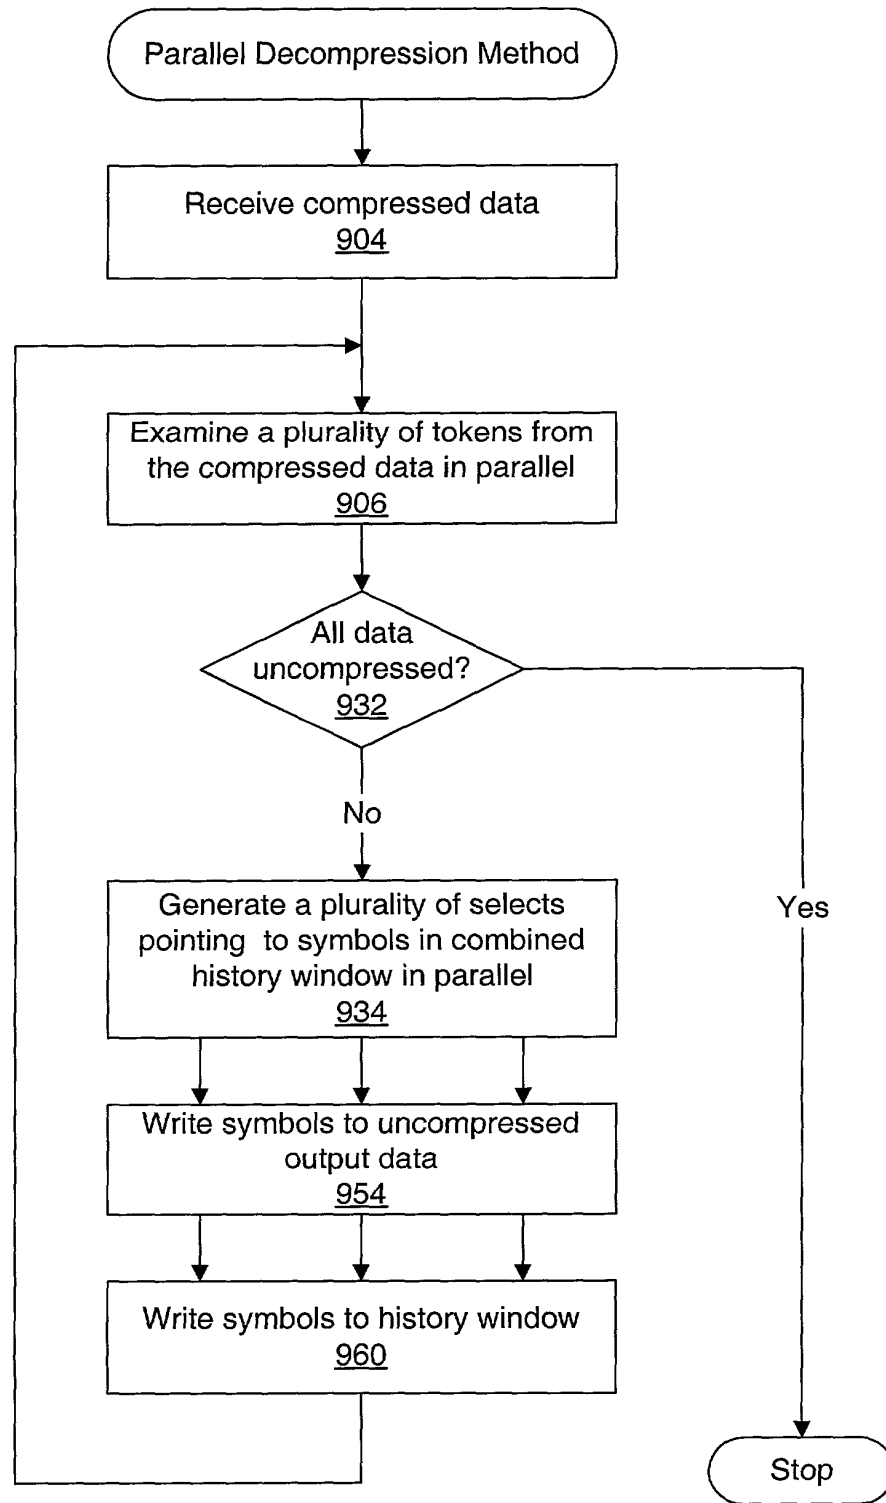 Parallel Decompression Method
Receive compressed data
904
Examine a plurality of tokens from
the compressed data in parallel
906
All data
uncompressed?
932
No
Yes
Generate a plurality of selects
pointing to symbols in combined
history window in parallel
934
Write symbols to uncompressed
output data
954
Write symbols to history window
960
Stop